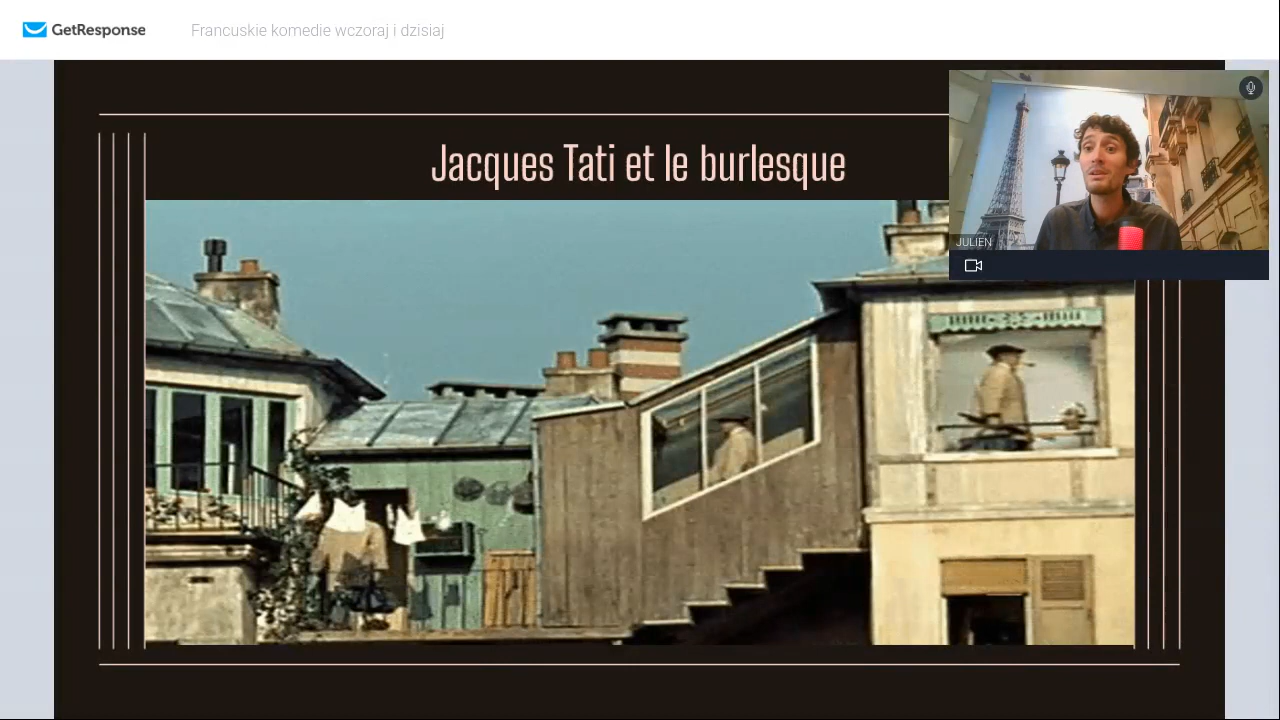 GetResponse
Francuskie komedie wczoraj i dzisiaj
Jacques Tati et le burlesque
JULIEN